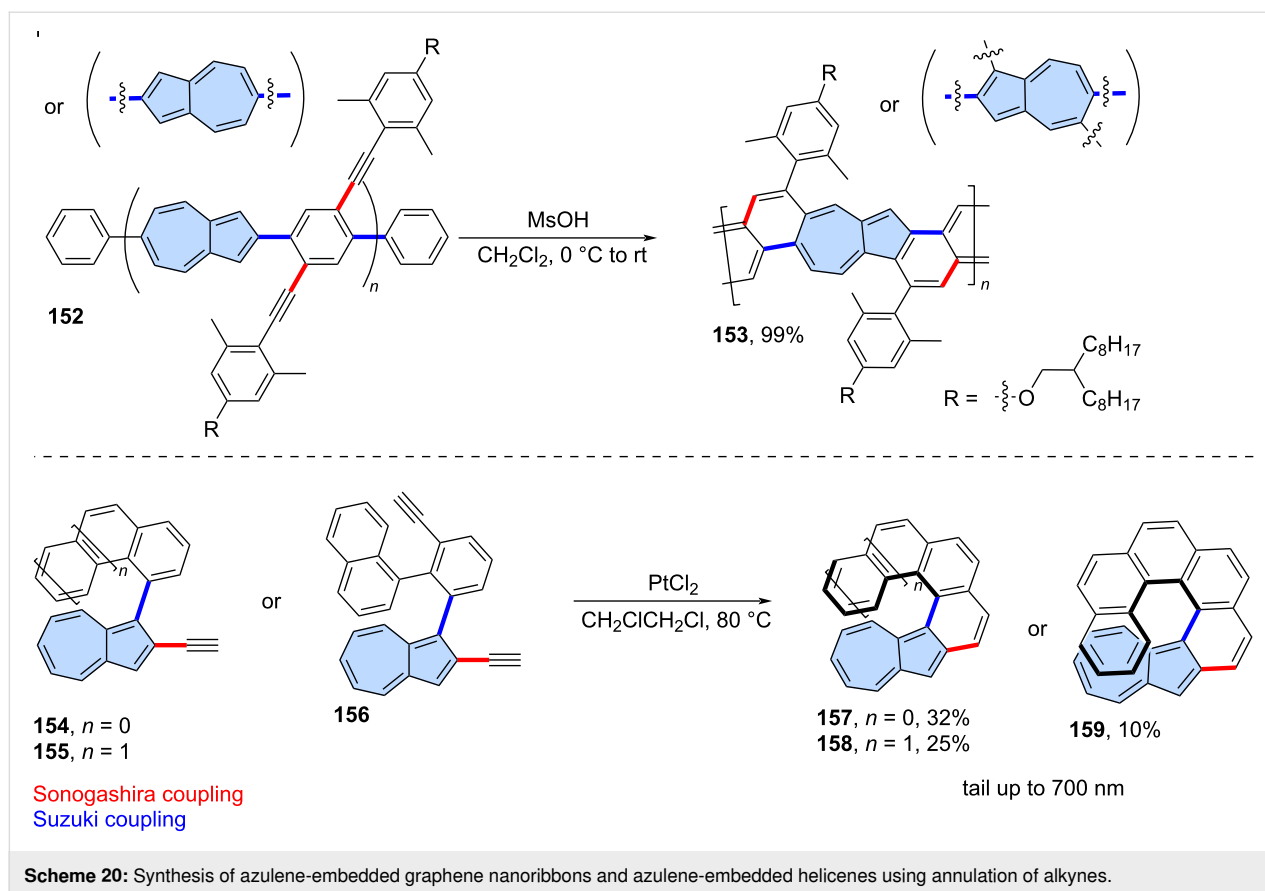 R
or
R
or
MsOH
CH₂Cl₂, 0 °C to rt
n
n
152
153, 99%
R
R
R = O
C₈H₁₇
C₈H₁₇
n
or
PtCl₂
CH₂ClCH₂Cl, 80 °C
n
or
154, n = 0
155, n = 1
156
157, n = 0, 32%
158, n = 1, 25%
159, 10%
tail up to 700 nm
Sonogashira coupling
Suzuki coupling
Scheme 20: Synthesis of azulene-embedded graphene nanoribbons and azulene-embedded helicenes using annulation of alkynes.